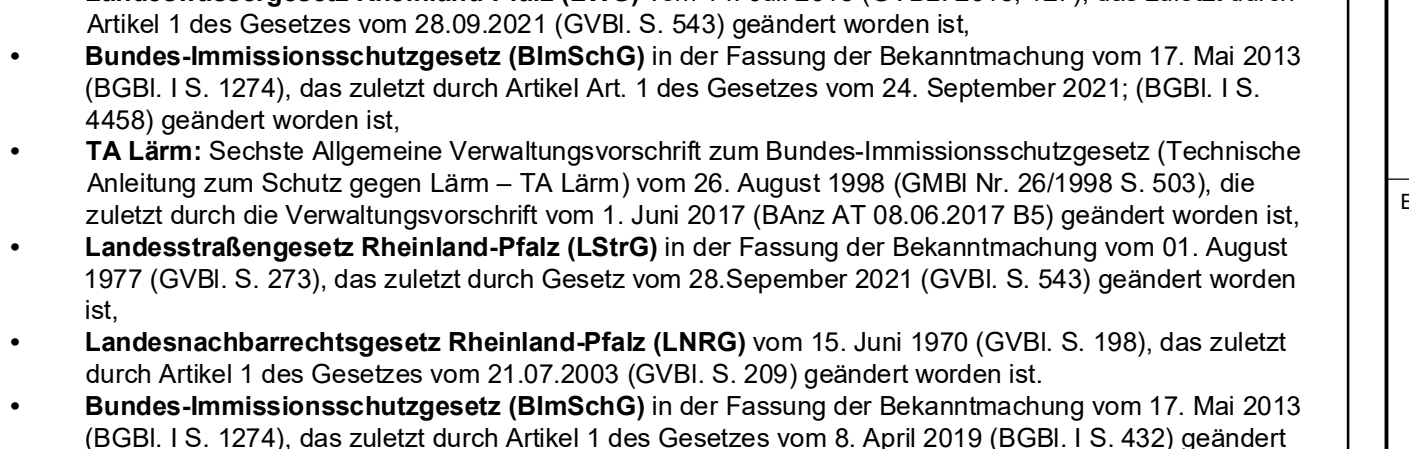 Artikel 1 des Gesetzes vom 28.09.2021 (GVBl. S. 543) geändert worden ist,
• Bundes-Immissionsschutzgesetz (BImSchG) in der Fassung der Bekanntmachung vom 17. Mai 2013
(BGBl. I S. 1274), das zuletzt durch Artikel Art. 1 des Gesetzes vom 24. September 2021; (BGBl. I S.
4458) geändert worden ist,
• TA Lärm: Sechste Allgemeine Verwaltungsvorschrift zum Bundes-Immissionsschutzgesetz (Technische
Anleitung zum Schutz gegen Lärm – TA Lärm) vom 26. August 1998 (GMBl Nr. 26/1998 S. 503), die
zuletzt durch die Verwaltungsvorschrift vom 1. Juni 2017 (BAnz AT 08.06.2017 B5) geändert worden ist,
• Landesstraßengesetz Rheinland-Pfalz (LStrG) in der Fassung der Bekanntmachung vom 01. August
1977 (GVBl. S. 273), das zuletzt durch Gesetz vom 28.Sepember 2021 (GVBl. S. 543) geändert worden
ist,
• Landesnachbarrechtsgesetz Rheinland-Pfalz (LNRG) vom 15. Juni 1970 (GVBl. S. 198), das zuletzt
durch Artikel 1 des Gesetzes vom 21.07.2003 (GVBl. S. 209) geändert worden ist.
• Bundes-Immissionsschutzgesetz (BImSchG) in der Fassung der Bekanntmachung vom 17. Mai 2013
(BGBl. I S. 1274), das zuletzt durch Artikel 1 des Gesetzes vom 8. April 2019 (BGBl. I S. 432) geändert